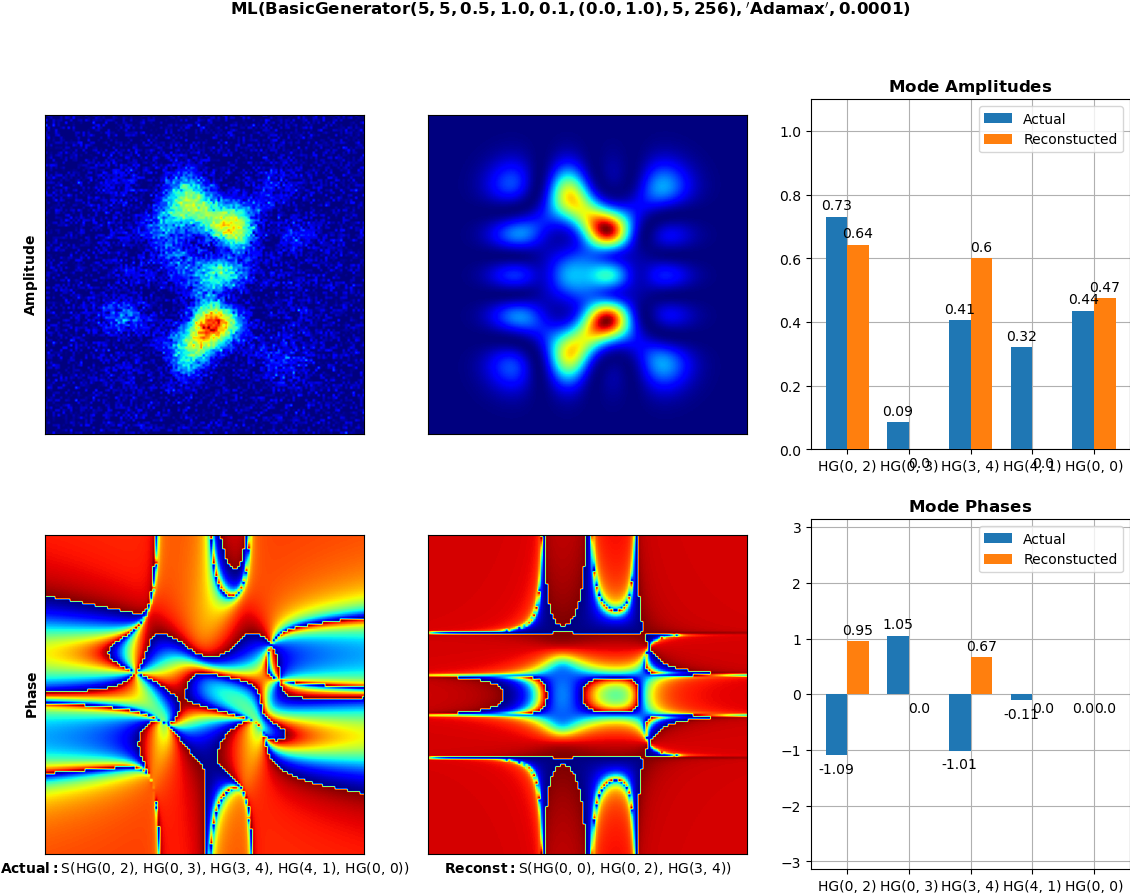 ML(BasicGenerator(5, 5, 0.5, 1.0, 0.1, (0.0, 1.0), 5, 256), ′Adamax′, 0.0001)
Amplitude
Mode Amplitudes
Actual
Reconstucted
1.0
0.8
0.6
0.4
0.2
0.0
0.73
0.64
0.09
0.0
0.41
0.6
0.32
0.0
0.44
0.47
HG(0, 2) HG(0, 3) HG(3, 4) HG(4, 1) HG(0, 0)
Phase
Actual: S(HG(0, 2), HG(0, 3), HG(3, 4), HG(4, 1), HG(0, 0))
Reconst: S(HG(0, 0), HG(0, 2), HG(3, 4))
Mode Phases
Actual
Reconstucted
3
2
1
0
−1
−2
−3
-1.09
0.95
1.05
0.0
-1.01
0.67
-0.11
0.0
0.0
0.0
HG(0, 2) HG(0, 3) HG(3, 4) HG(4, 1) HG(0, 0)